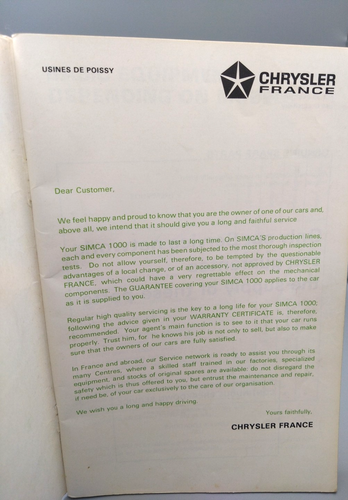 USINES DE POISSY
CHRYSLER
FRANCE
Dear Customer,
We feel happy and proud to know that you are the owner of one of our cars and,
above all, we intend that it should give you a long and faithful service
Your SIMCA 1000 is made to last a long time. On SIMCA'S production lines,
each and every component has been subjected to the most thorough inspection
tests. Do not allow yourself, therefore, to be tempted by the questionable
advantages of a local change, or of an accessory, not approved by CHRYSLER
FRANCE, which could have a very regrettable effect on the mechanical
components. The GUARANTEE covering your SIMCA 1000 applies to the car
as it is supplied to you.
Regular high quality servicing is the key to a long life for your SIMCA 1000;
following the advice given in your WARRANTY CERTIFICATE is, therefore,
recommended. Your agent's main function is to see to it that your car runs
properly. Trust him, for he knows his job is not only to sell, but also to make
sure that the owners of our cars are fully satisfied.
In France and abroad, our Service network is ready to assist you through its
many Centres, where a skilled staff trained in our factories, specialized
equipment, and stocks of original spares are available: do not disregard the
safety which is thus offered to you, but entrust the maintenance and repair,
if need be, of your car exclusively to the care of our organisation.
We wish you a long and happy driving.
Yours faithfully,
CHRYSLER FRANCE